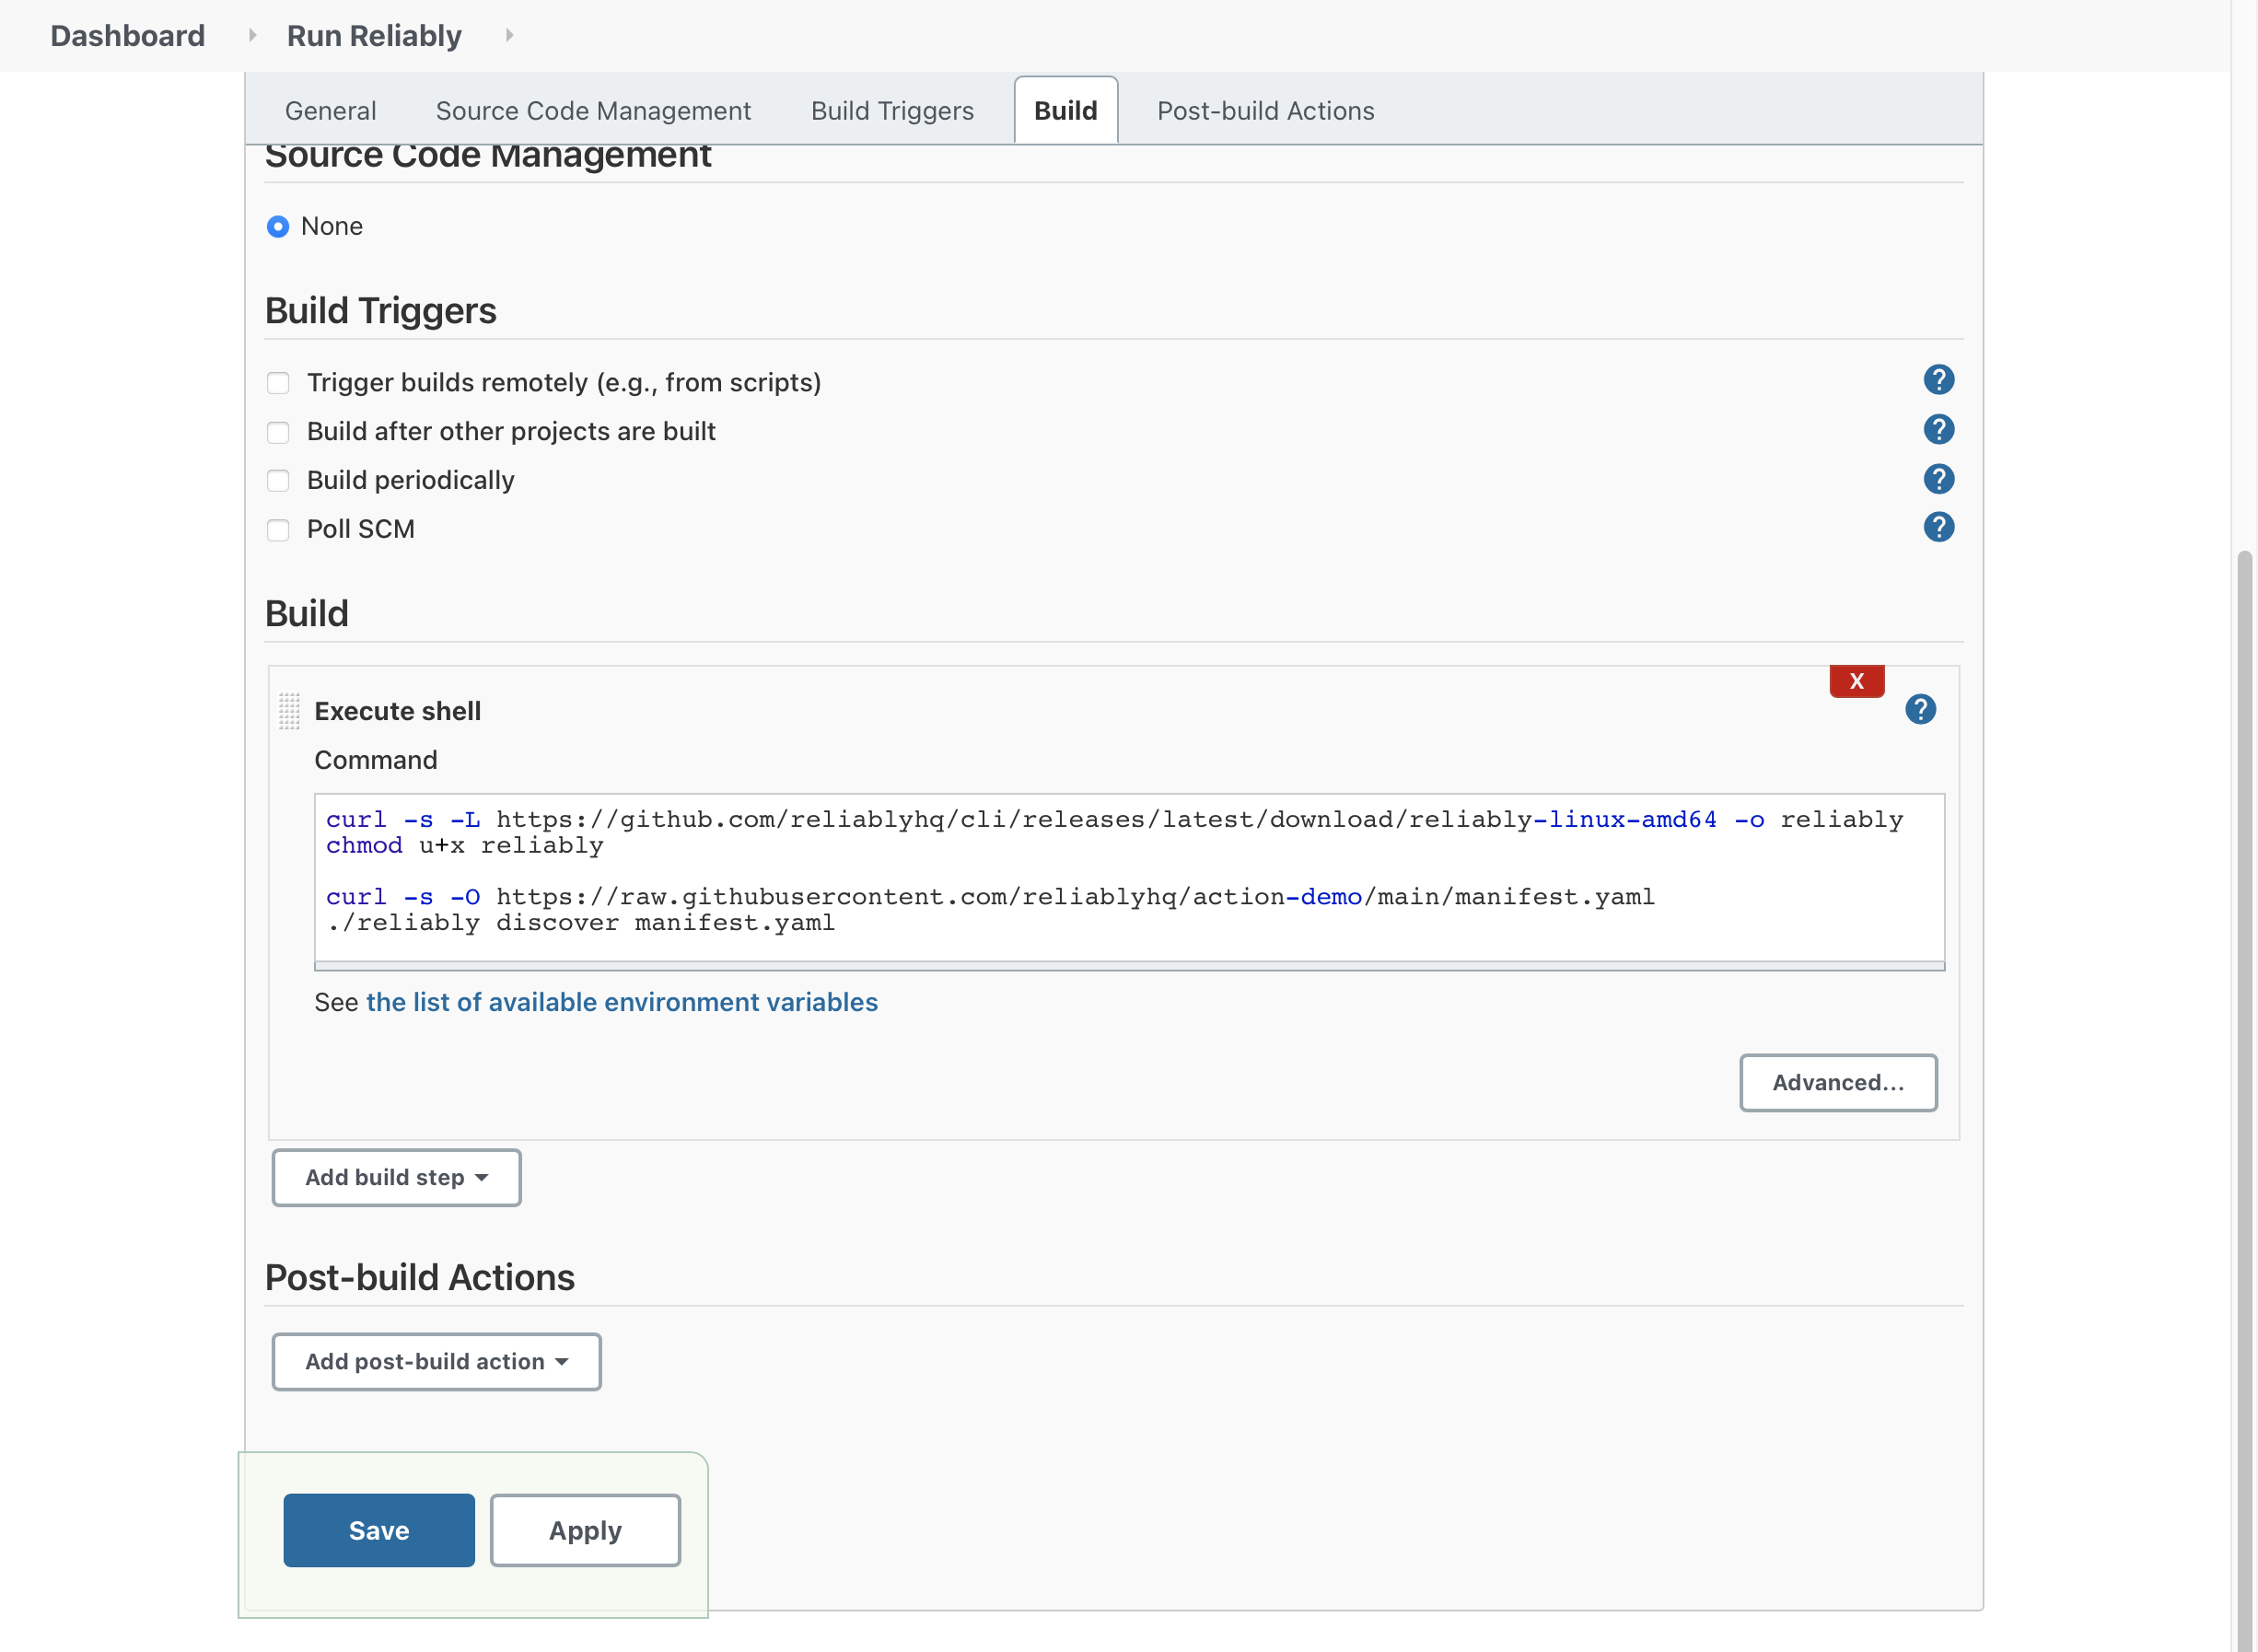 Dashboard Run Reliably
General Source Code Management Build Triggers Build Post-build Actions
Source Code Management
None
Build Triggers
Trigger builds remotely (e.g., from scripts) ?
Build after other projects are built ?
Build periodically ?
Poll SCM ?
Build
X
Execute shell ?
Command
curl -s -L https://github.com/reliablyhq/cli/releases/latest/download/reliably-linux-amd64 -o reliably
chmod u+x reliably
curl -s -O https://raw.githubusercontent.com/reliablyhq/action-demo/main/manifest.yaml
./reliably discover manifest.yaml
See the list of available environment variables
Advanced...
Add build step
Post-build Actions
Add post-build action
Save Apply